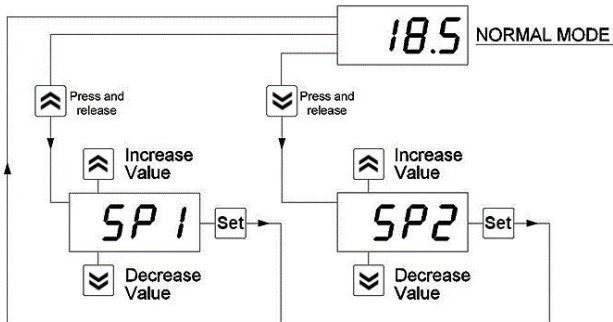 18.5
NORMAL MODE
Press and
release
Press and
release
Increase
Value
Increase
Value
SP1
Set
SP2
Set
Decrease
Value
Decrease
Value